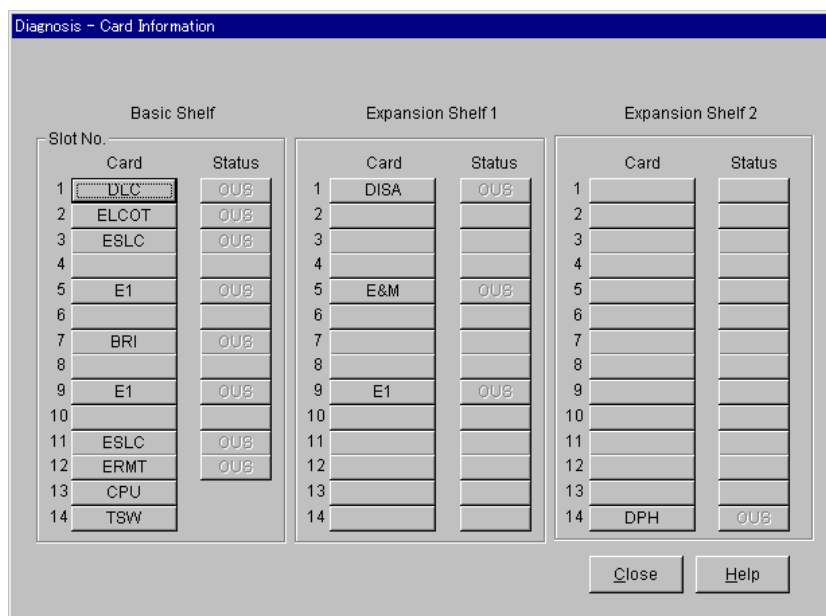 Diagnosis - Card Information
Basic Shelf Expansion Shelf 1 Expansion Shelf 2
Slot No.
Card Status Card Status Card Status
1 DLC OUS 1 DISA OUS 1
2 ELCOT OUS 2 2
3 ESLC OUS 3 3
4 4 4
5 E1 OUS 5 E&M OUS 5
6 6 6
7 BRI OUS 7 7
8 8 8
9 E1 OUS 9 E1 OUS 9
10 10 10
11 ESLC OUS 11 11
12 ERMT OUS 12 12
13 CPU 13 13
14 TSW 14 14 DPH OUS
Close Help